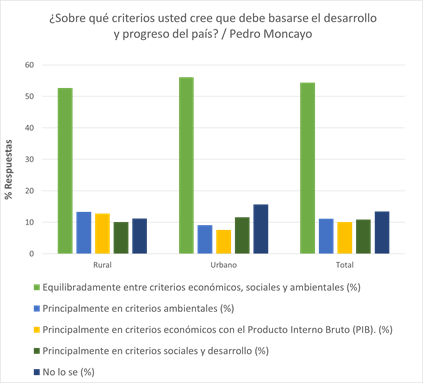 ¿Sobre qué criterios usted cree que debe basarse el desarrollo
y progreso del país? / Pedro Moncayo
% Respuestas
60
50
40
30
20
10
0
Rural
Urbano
Total
Equilibradamente entre criterios económicos, sociales y ambientales (%)
Principalmente en criterios ambientales (%)
Principalmente en criterios económicos con el Producto Interno Bruto (PIB). (%)
Principalmente en criterios sociales y desarrollo (%)
No lo se (%)